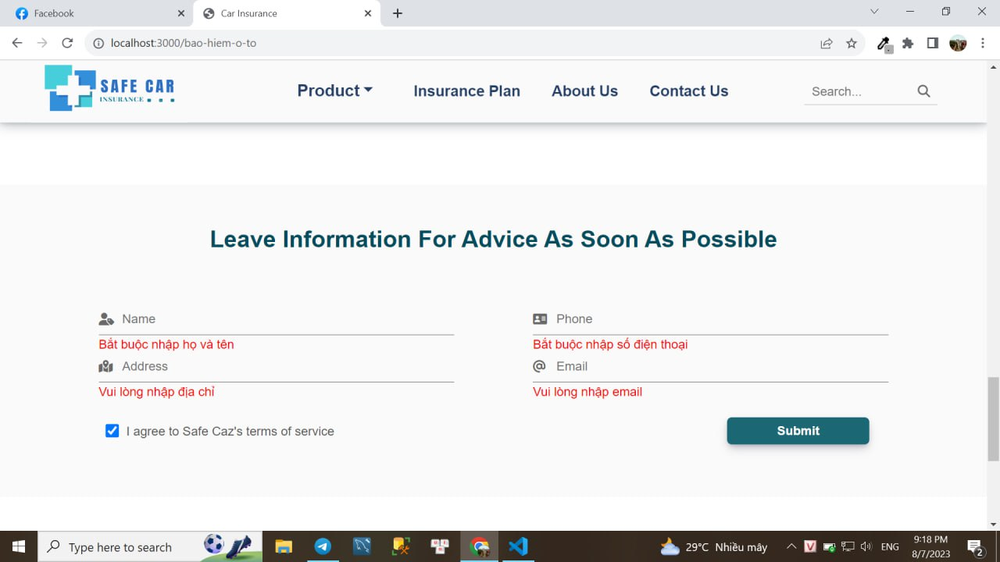 Facebook
Car Insurance
localhost:3000/bao-hiem-o-to
SAFE CAR
INSURANCE
Product
Insurance Plan
About Us
Contact Us
Search...
Leave Information For Advice As Soon As Possible
Name
Phone
Bắt buộc nhập họ và tên
Bắt buộc nhập số điện thoại
Address
Email
Vui lòng nhập địa chỉ
Vui lòng nhập email
I agree to Safe Caz's terms of service
Submit
Type here to search
29°C Nhiều mây
V
ENG
9:18 PM
8/7/2023
2